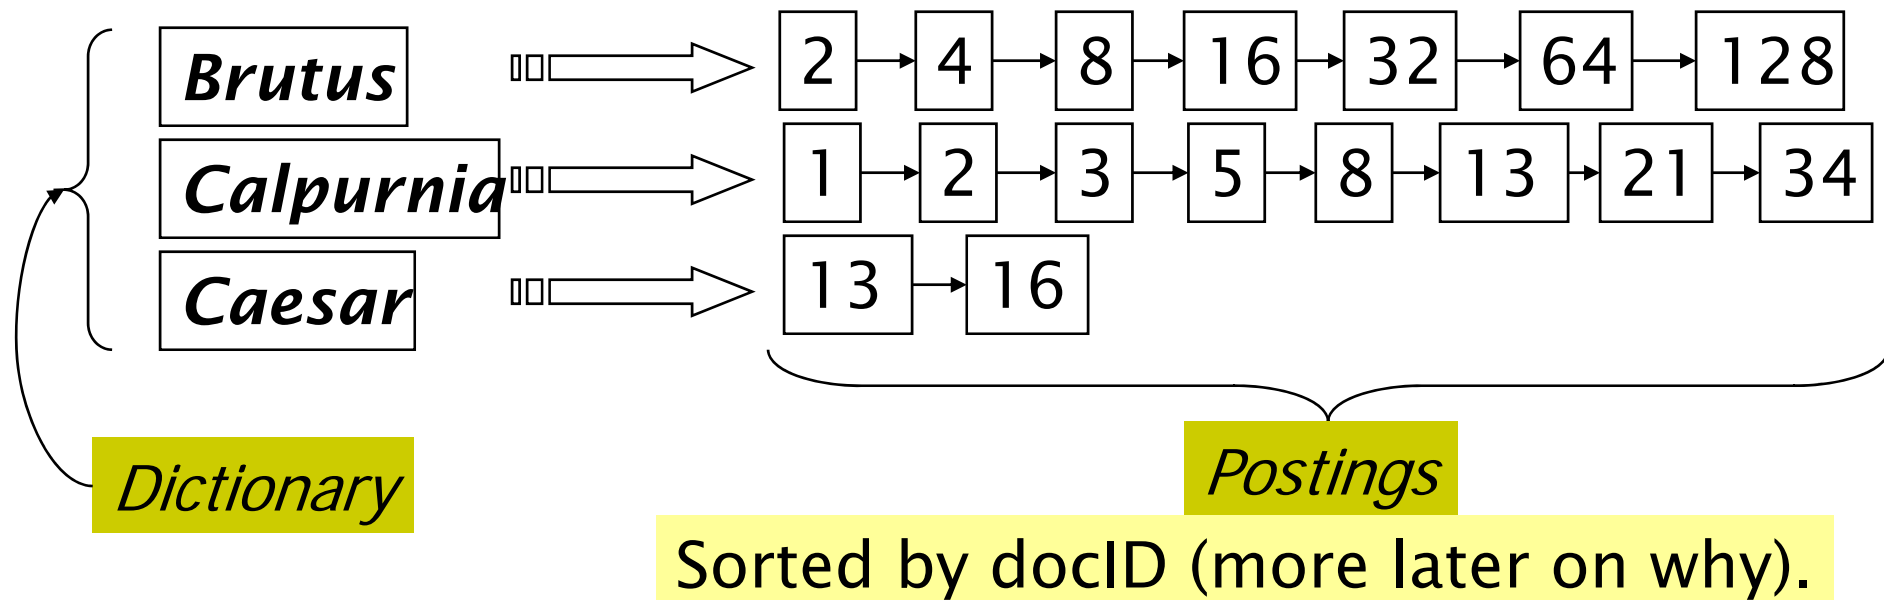 Brutus 2 4 8 16 32 64 128
Calpurnia 1 2 3 5 8 13 21 34
Caesar 13 16
Dictionary
Postings
Sorted by docID (more later on why).